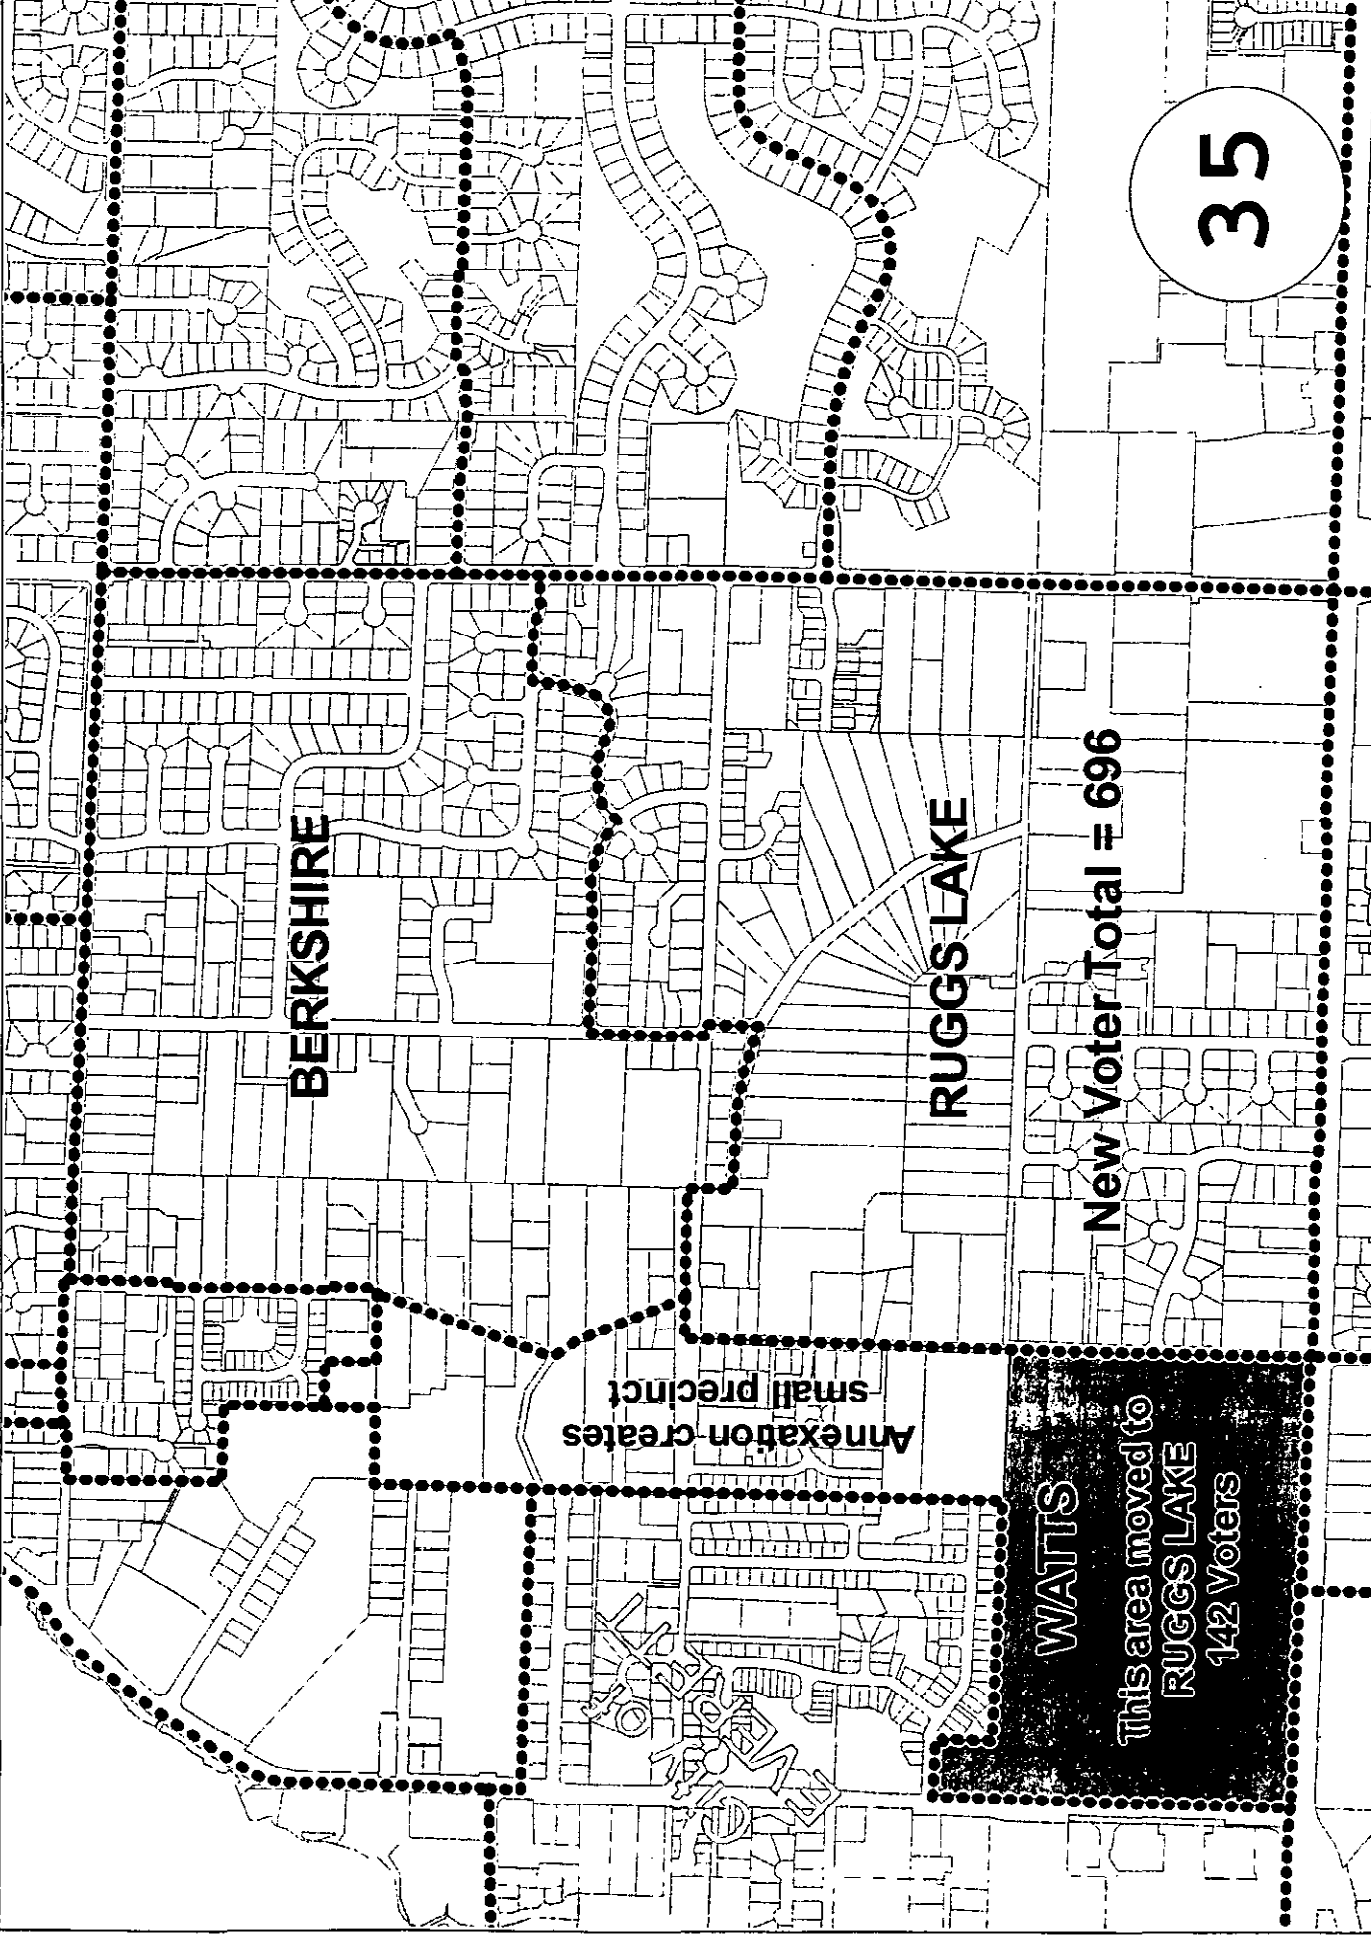 35
BERKSHIRE
RUGGS LAKE
New Voter Total = 696
Annexation creates
small precinct
WATTS
This area moved to
RUGGS LAKE
142 Voters